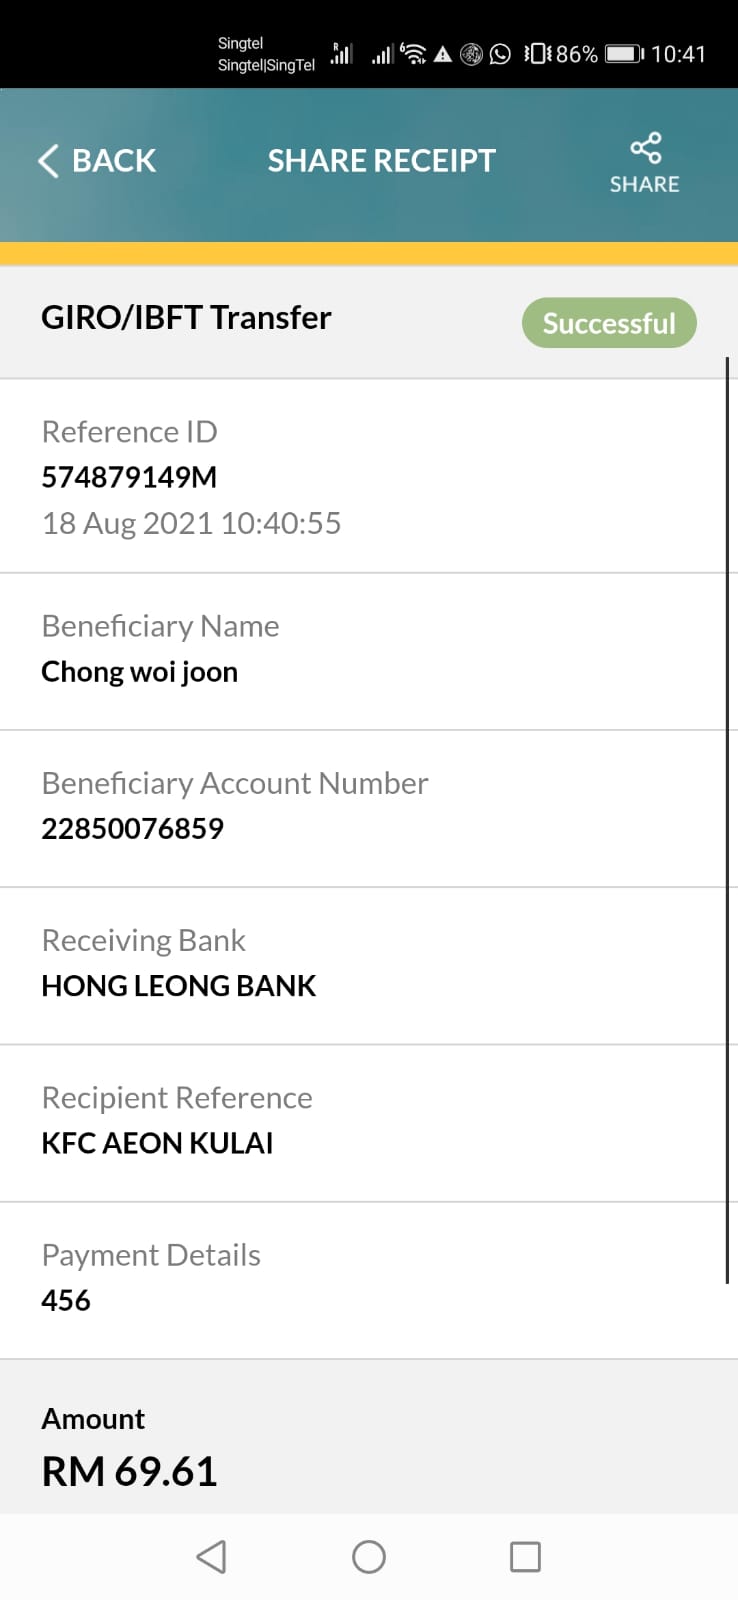 Singtel
Singtel|SingTel
R
6
86%
10:41
BACK
SHARE RECEIPT
SHARE
GIRO/IBFT Transfer
Successful
Reference ID
574879149M
18 Aug 2021 10:40:55
Beneficiary Name
Chong woi joon
Beneficiary Account Number
22850076859
Receiving Bank
HONG LEONG BANK
Recipient Reference
KFC AEON KULAI
Payment Details
456
Amount
RM 69.61